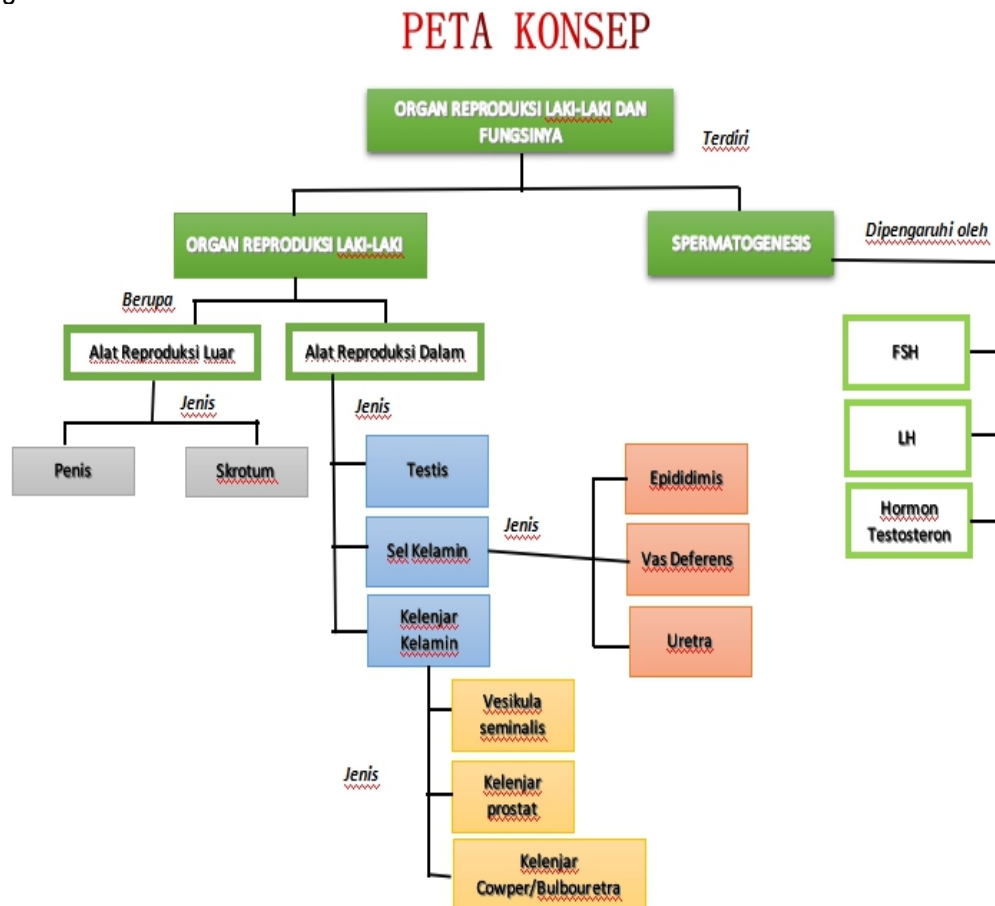 PETA KONSEP
ORGAN REPRODUKSI LAKI-LAKI DAN
FUNGSINYA
Terdiri
ORGAN REPRODUKSI LAKI-LAKI
SPERMATOGENESIS
Dipengaruhi oleh
Berupa
Alat Reproduksi Luar
Alat Reproduksi Dalam
FSH
Jenis
Jenis
LH
Penis
Skrotum
Testis
Epididimis
Hormon
Testosteron
Jenis
Sel Kelamin
Vas Deferens
Kelenjar
Kelamin
Uretra
Vesikula
seminalis
Jenis
Kelenjar
prostat
Kelenjar
Cowper/Bulbouretra